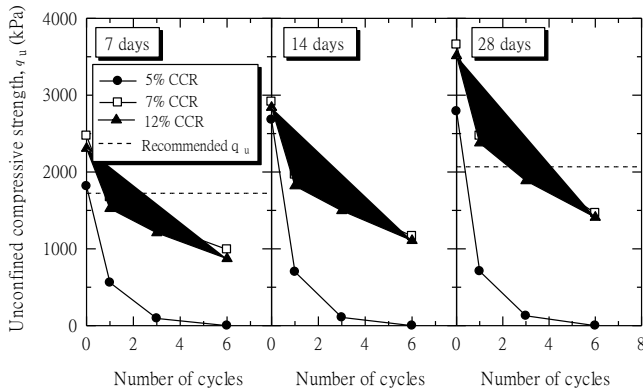 Unconfined compressive strength, q u (kPa)
4000
3000
2000
1000
0
7 days
14 days
28 days
5% CCR
7% CCR
12% CCR
Recommended q u
0 2 4 6 0 2 4 6 0 2 4 6 8
Number of cycles Number of cycles Number of cycles